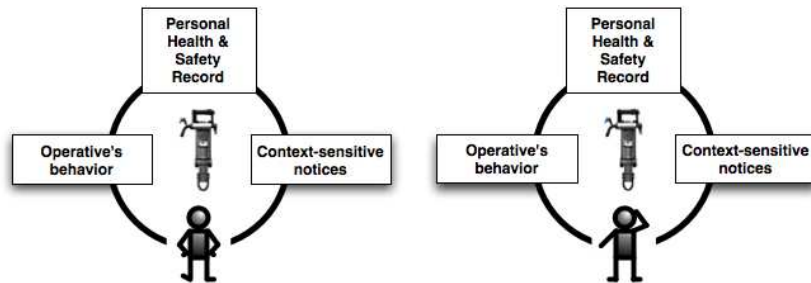 Personal
Health &
Safety
Record
Operative's
behavior
Context-sensitive
notices
Personal
Health &
Safety
Record
Operative's
behavior
Context-sensitive
notices